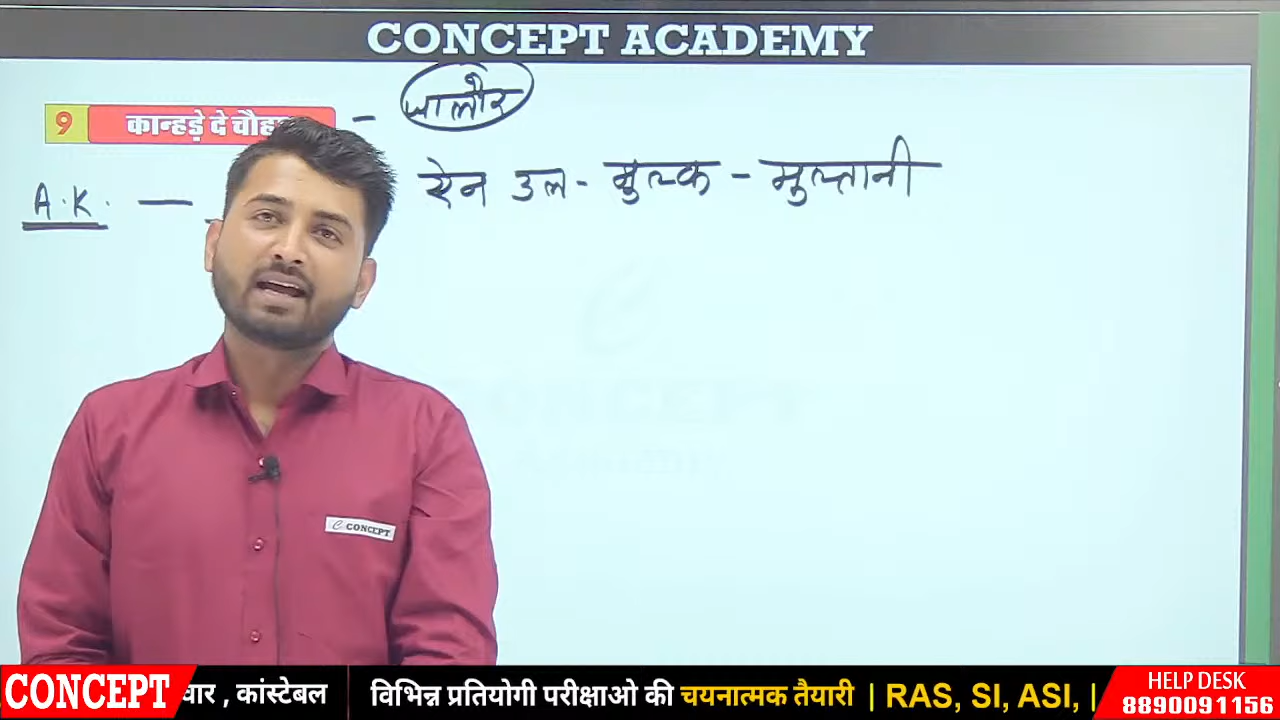 CONCEPT ACADEMY
9 कान्हड़े दे - जालौर
A.K. — ऐन उल - मुल्क - मुल्तानी
CONCEPT
CONCEPT , कांस्टेबल विभिन्न प्रतियोगी परीक्षाओ की चयनात्मक तैयारी | RAS, SI, ASI, | HELP DESK
8890091156